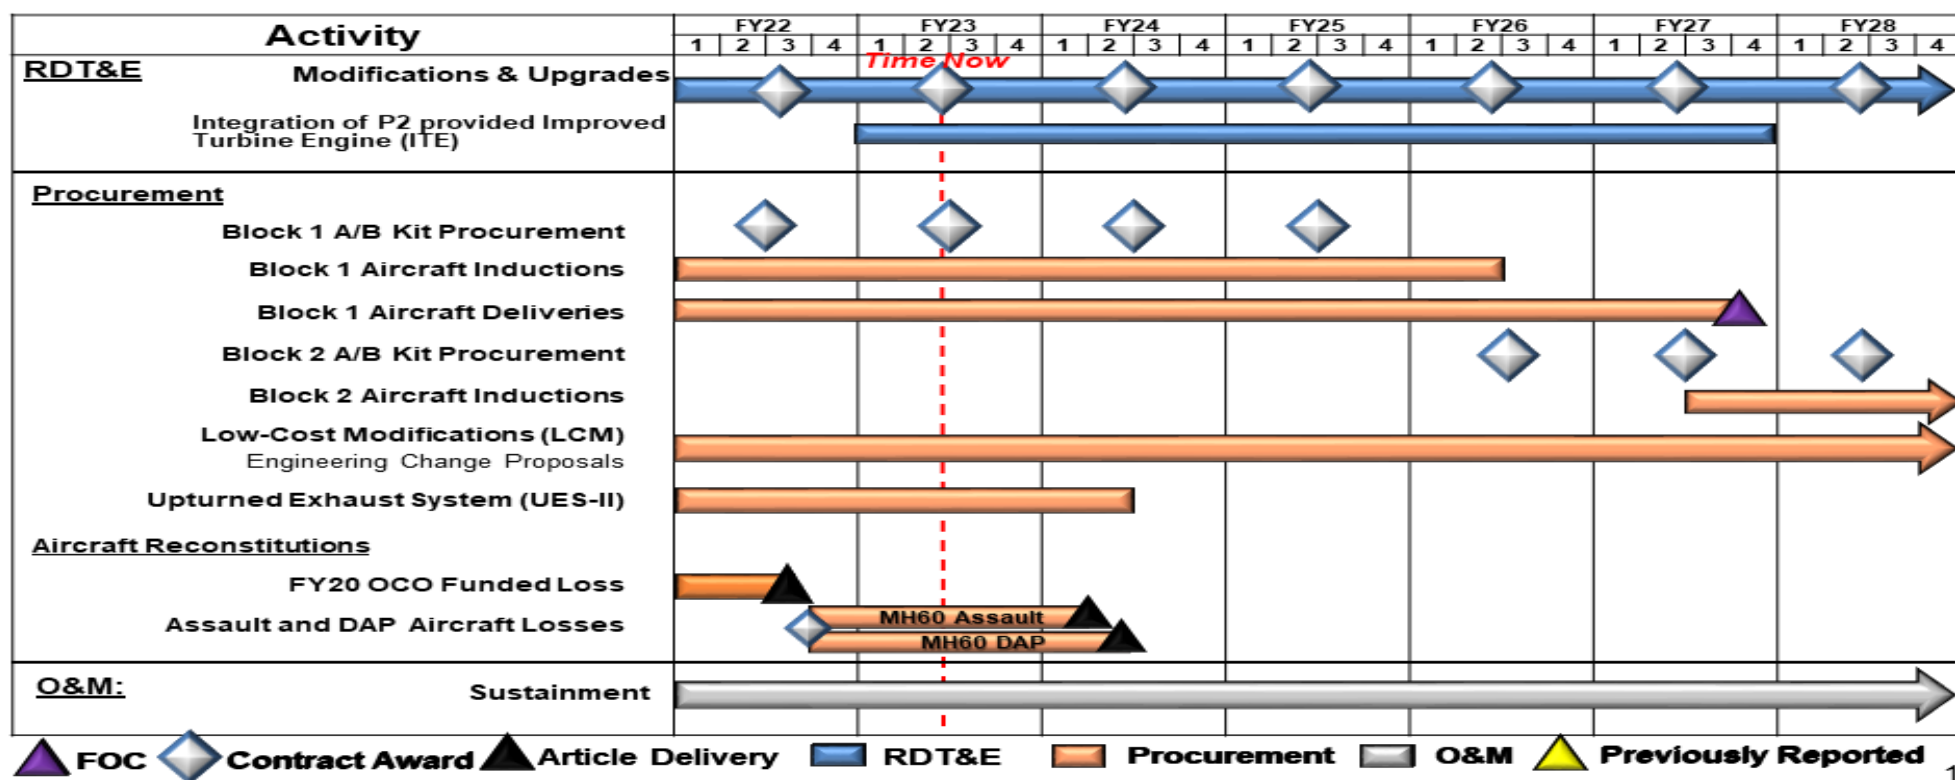 Activity
FY22 FY23 FY24 FY25 FY26 FY27 FY28
1 2 3 4 1 2 3 4 1 2 3 4 1 2 3 4 1 2 3 4 1 2 3 4 1 2 3 4
Time Now
RDT&E
Modifications & Upgrades
Integration of P2 provided Improved
Turbine Engine (ITE)
Procurement
Block 1 A/B Kit Procurement
Block 1 Aircraft Inductions
Block 1 Aircraft Deliveries
Block 2 A/B Kit Procurement
Block 2 Aircraft Inductions
Low-Cost Modifications (LCM)
Engineering Change Proposals
Upturned Exhaust System (UES-II)
Aircraft Reconstitutions
FY20 OCO Funded Loss
Assault and DAP Aircraft Losses
MH60 Assault
MH60 DAP
O&M:
Sustainment
FOC Contract Award Article Delivery RDT&E Procurement O&M Previously Reported